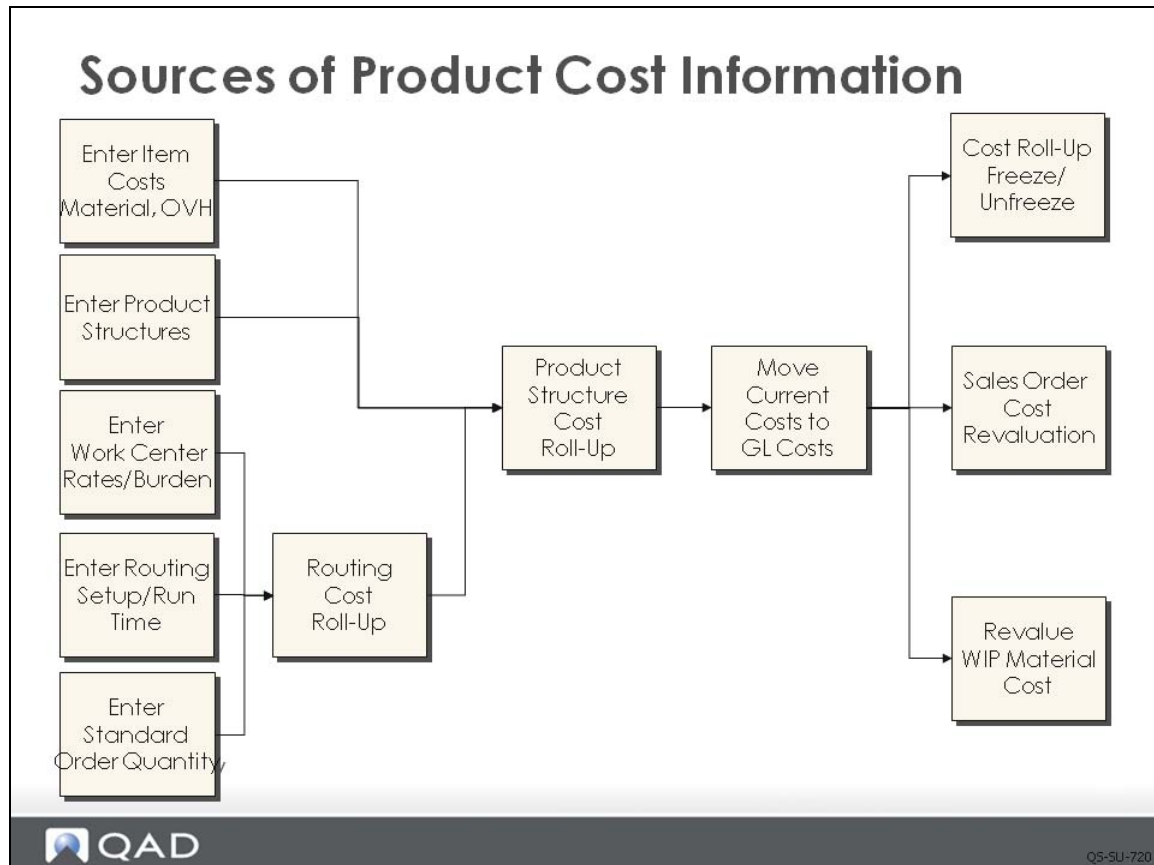 Sources of Product Cost Information
Enter Item
Costs
Material, OVH
Enter Product
Structures
Enter
Work Center
Rates/Burden
Enter Routing
Setup/Run
Time
Enter
Standard
Order Quantity,
Routing
Cost
Roll-Up
Product
Structure
Cost
Roll-Up
Move
Current
Costs to
GL Costs
Cost Roll-Up
Freeze/
Unfreeze
Sales Order
Cost
Revaluation
Revalue
WIP Material
Cost
QAD
QS-SU-720